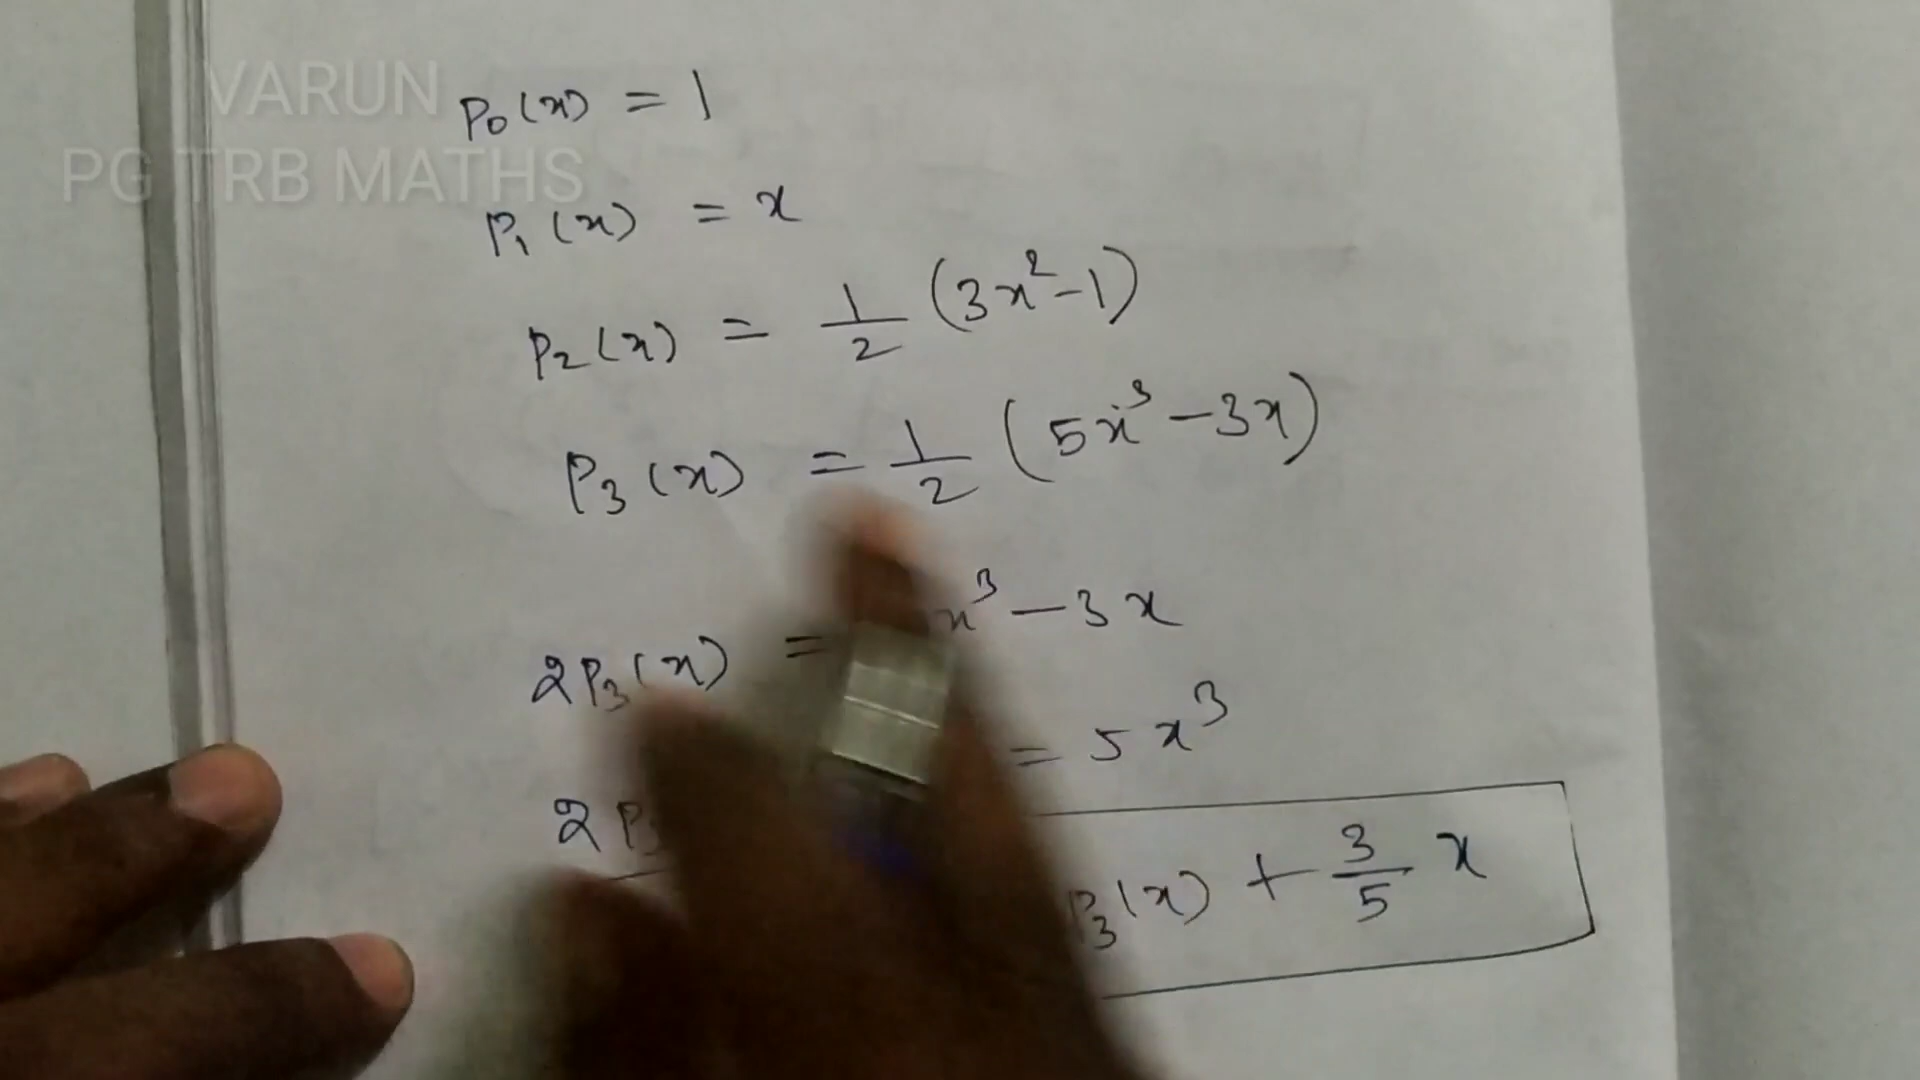 VARUN
PG TRB MATHS
P₀(x) = 1
P₁(x) = x
P₂(x) = 1/2 (3x² - 1)
P₃(x) = 1/2 (5x³ - 3x)
2P₃(x) = x³ - 3x
2P₃ = 5x³
P₃(x) + 3/5 x